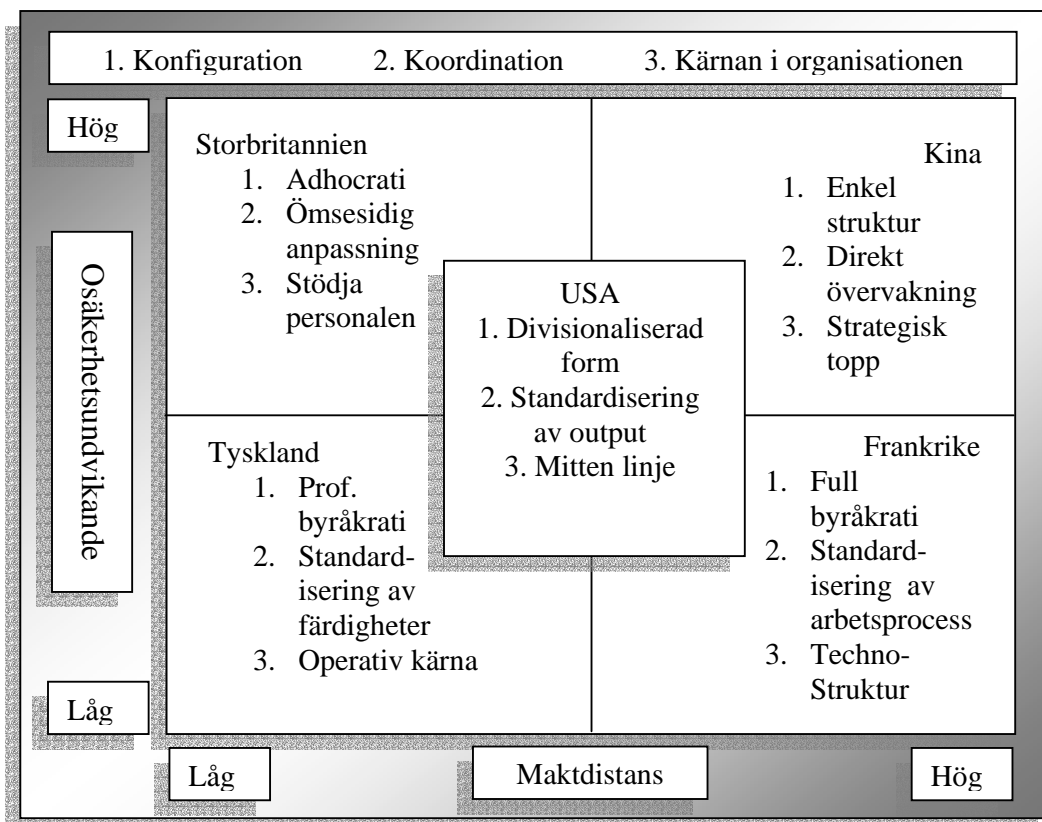 1. Konfiguration 2. Koordination 3. Kärnan i organisationen
Hög
Osäkerhetsundvikande
Låg
Storbritannien
1. Adhocrati
2. Ömsesidig
anpassning
3. Stödja
personalen
Kina
1. Enkel
struktur
2. Direkt
övervakning
3. Strategisk
topp
USA
1. Divisionaliserad
form
2. Standardisering
av output
3. Mitten linje
Tyskland
1. Prof.
byråkrati
2. Standard-
isering av
färdigheter
3. Operativ kärna
Frankrike
1. Full
byråkrati
2. Standard-
isering av
arbetsprocess
3. Techno-
Struktur
Låg
Maktdistans
Hög